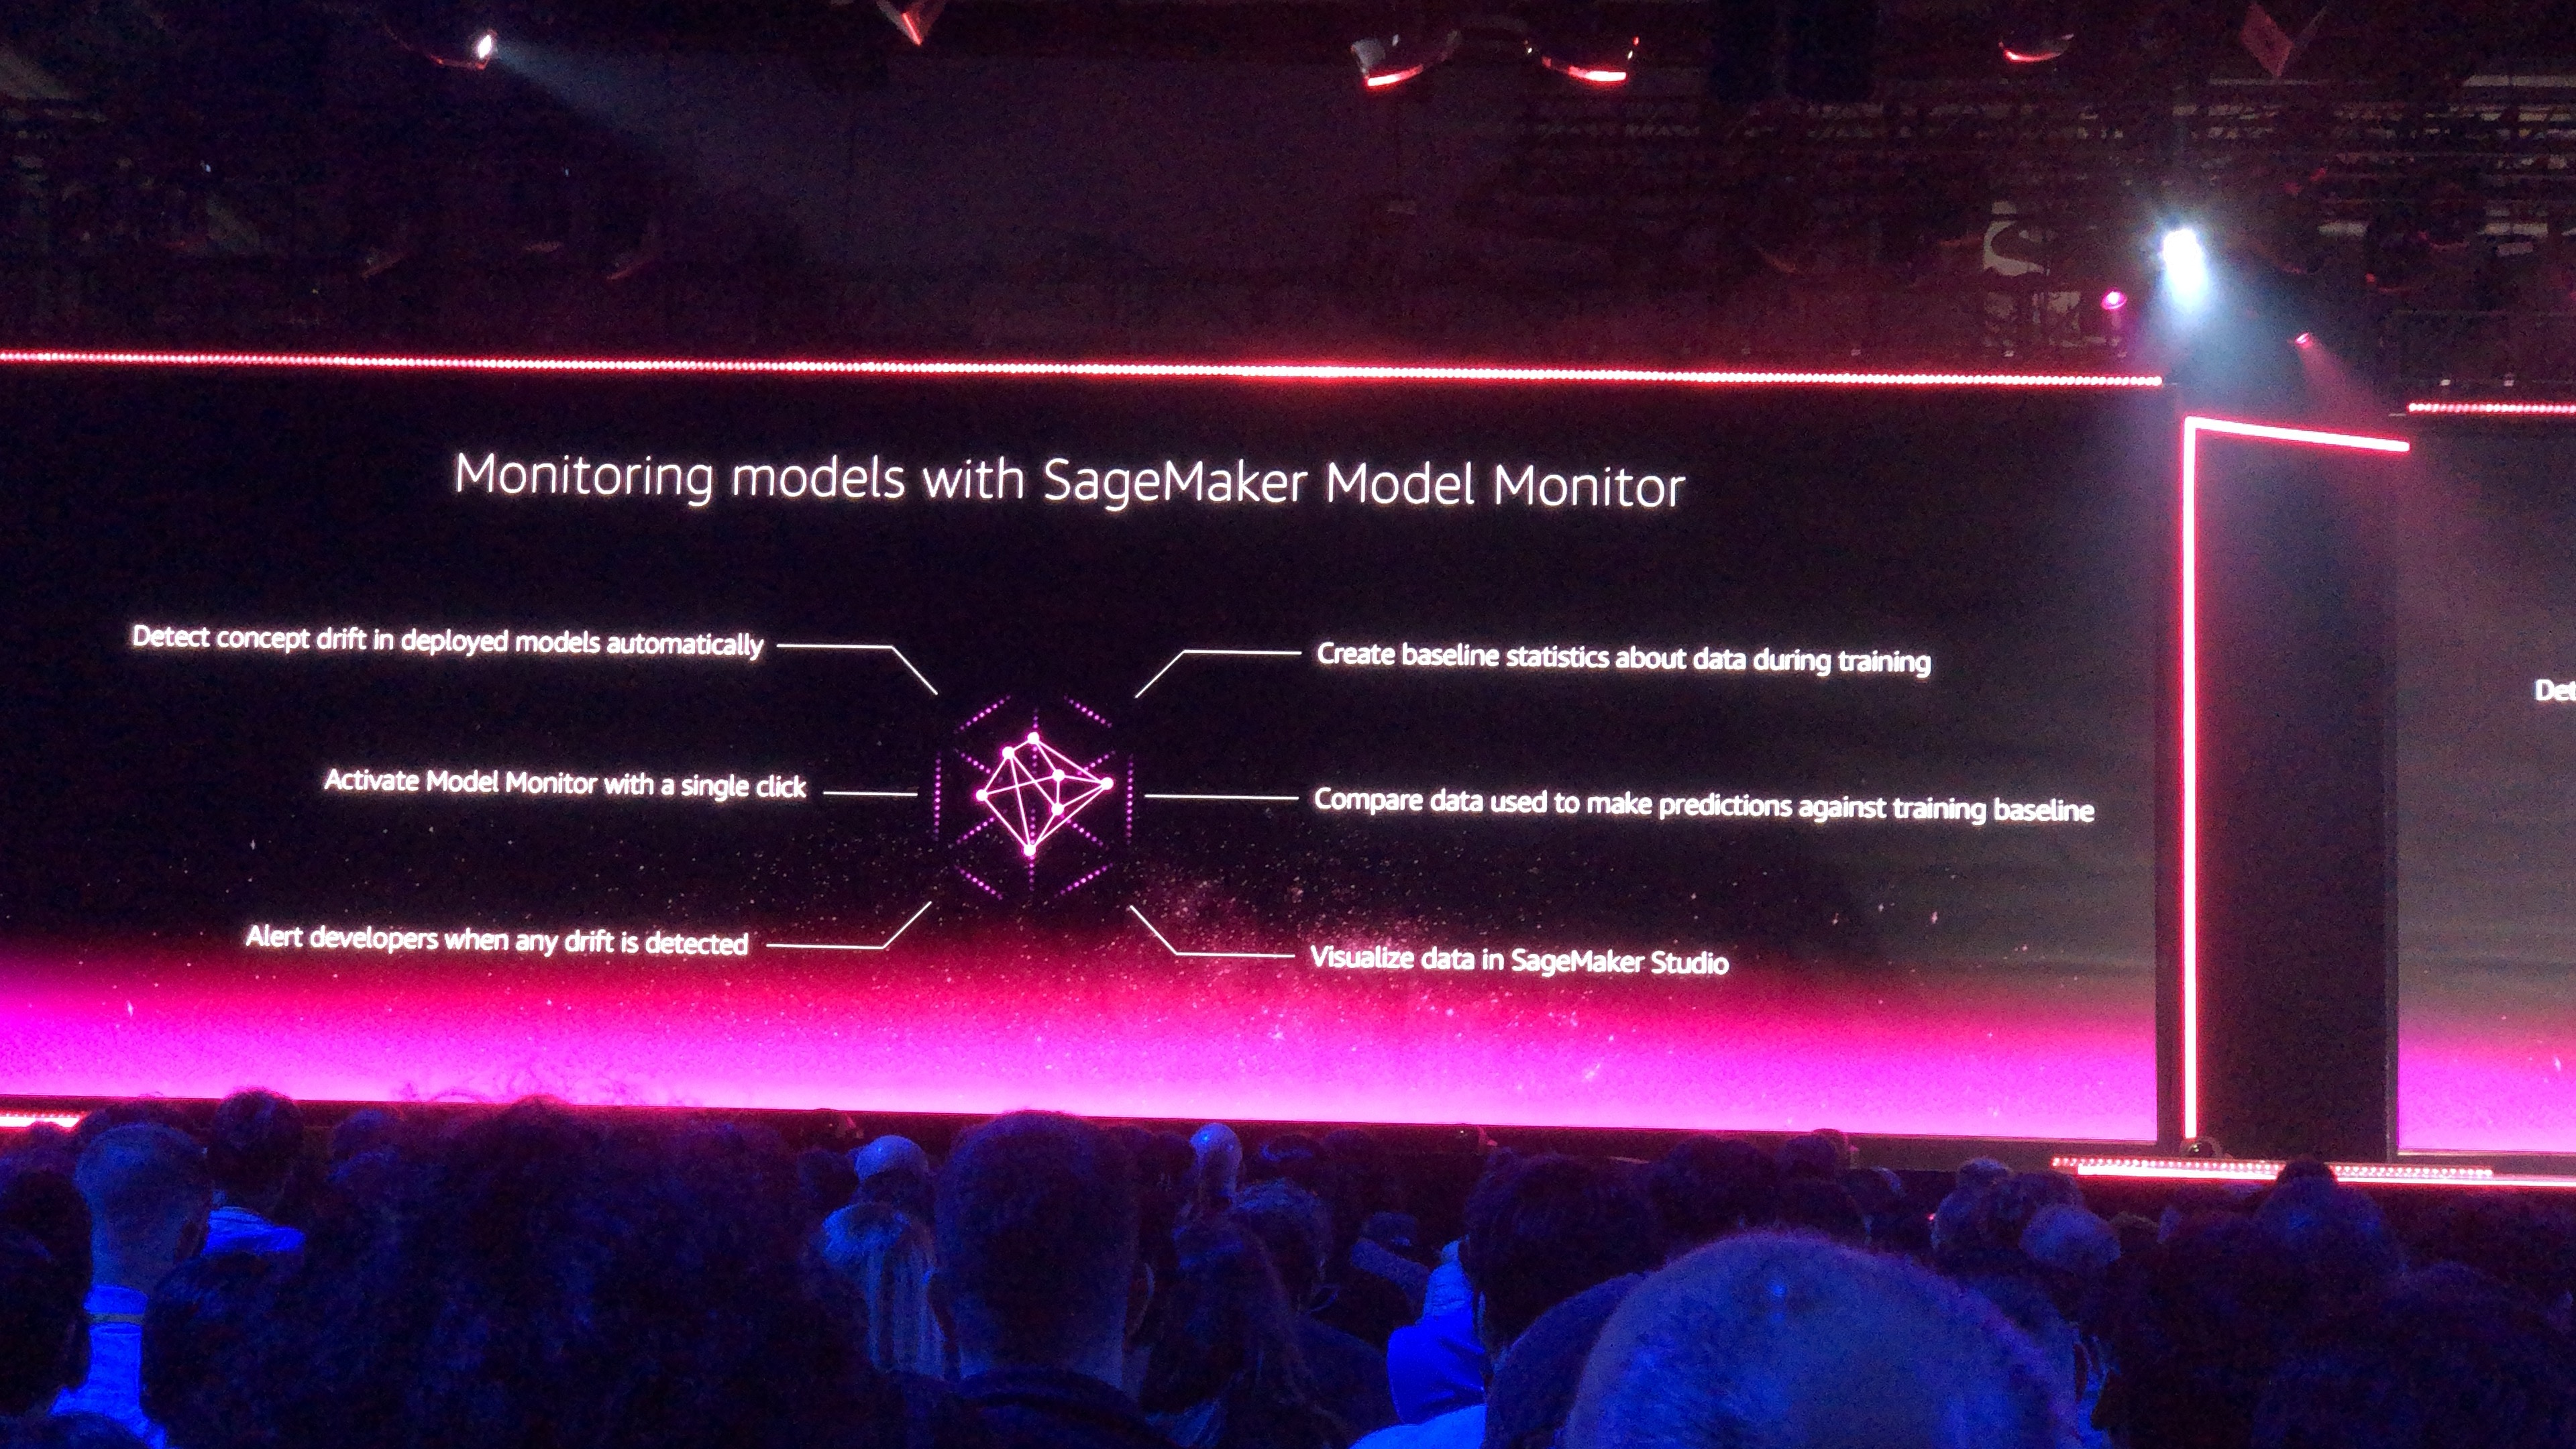 Monitoring models with SageMaker Model Monitor
Detect concept drift in deployed models automatically
Activate Model Monitor with a single click
Alert developers when any drift is detected
Create baseline statistics about data during training
Compare data used to make predictions against training baseline
Visualize data in SageMaker Studio
Det